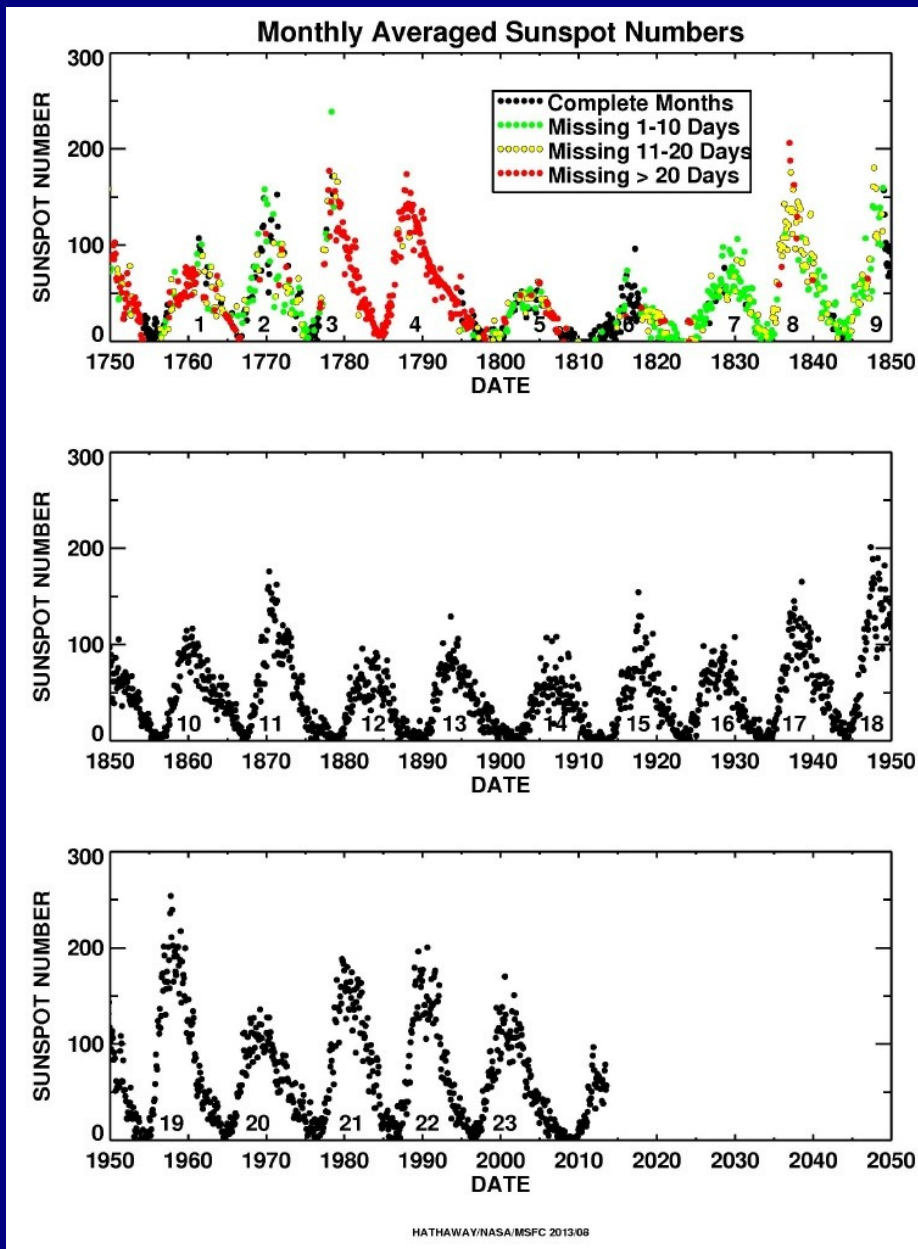 Monthly Averaged Sunspot Numbers
300
200
100
0
SUNSPOT NUMBER
Complete Months
Missing 1-10 Days
Missing 11-20 Days
Missing > 20 Days
1 2 3 4 5 6 7 8 9
1750 1760 1770 1780 1790 1800 1810 1820 1830 1840 1850
DATE
300
200
100
0
SUNSPOT NUMBER
10 11 12 13 14 15 16 17 18
1850 1860 1870 1880 1890 1900 1910 1920 1930 1940 1950
DATE
300
200
100
0
SUNSPOT NUMBER
19 20 21 22 23
1950 1960 1970 1980 1990 2000 2010 2020 2030 2040 2050
DATE
HATHAWAY/NASA/MSFC 2013/08